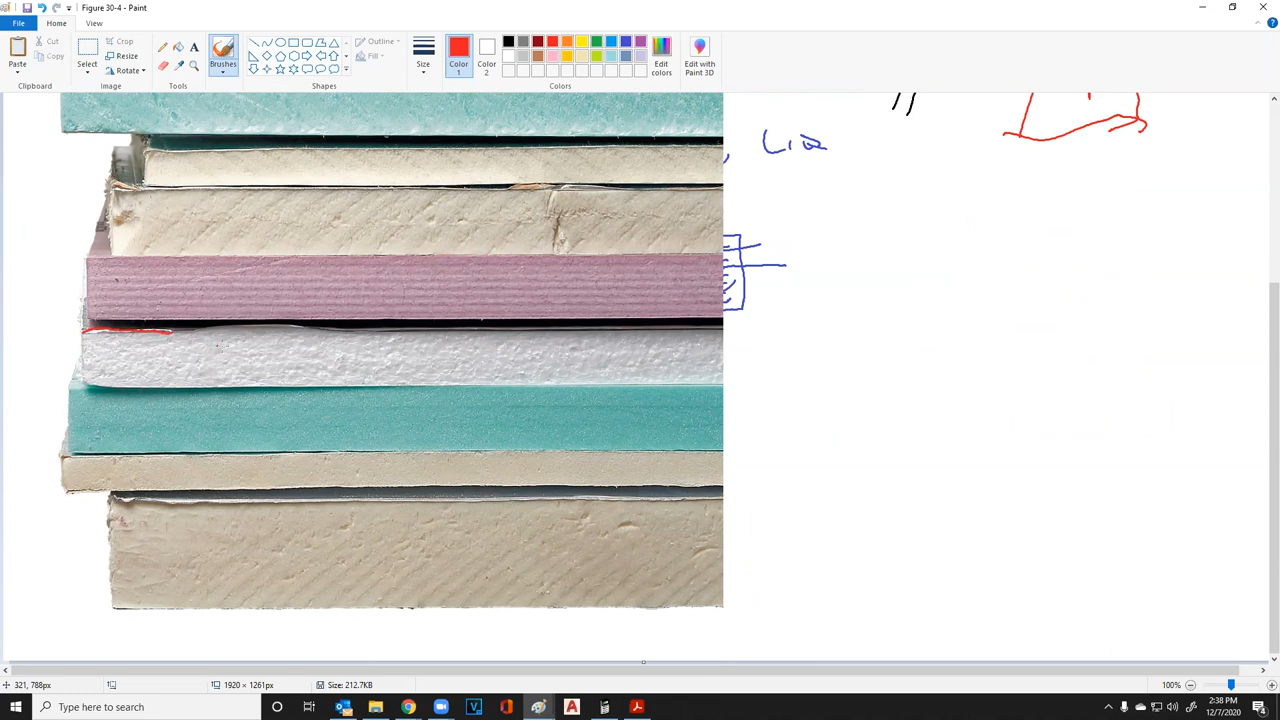 Figure 30-4 - Paint
File Home View
Paste Cut Copy Clipboard
Select Crop Resize Rotate Image
Tools
Brushes
Outline Fill Shapes
Size
Color 1
Color 2
Edit colors
Edit with Paint 3D
Colors
321, 788px 1920 × 1261px Size: 212.7KB 100%
Type here to search
2:38 PM
12/7/2020